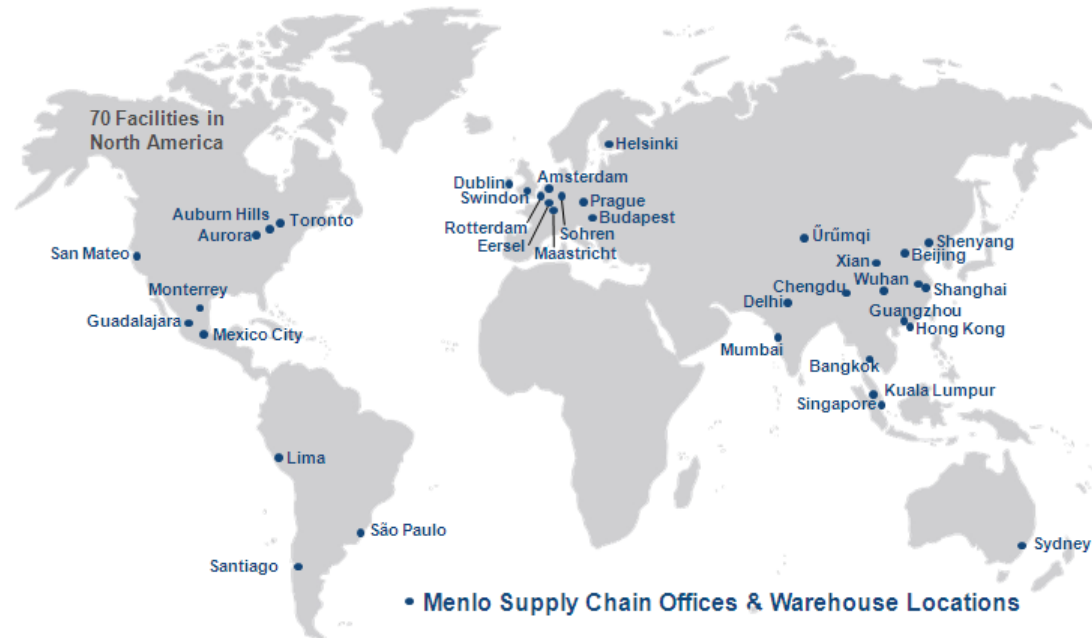 70 Facilities in
North America
Helsinki
Dublin
Amsterdam
Swindon
Prague
Budapest
Rotterdam
Sohren
Eersel
Maastricht
Auburn Hills
Toronto
Aurora
San Mateo
Monterrey
Guadalajara
Mexico City
Űrűmqi
Shenyang
Beijing
Xian
Wuhan
Chengdu
Shanghai
Delhi
Guangzhou
Hong Kong
Mumbai
Bangkok
Kuala Lumpur
Singapore
Lima
São Paulo
Santiago
Sydney
• Menlo Supply Chain Offices & Warehouse Locations